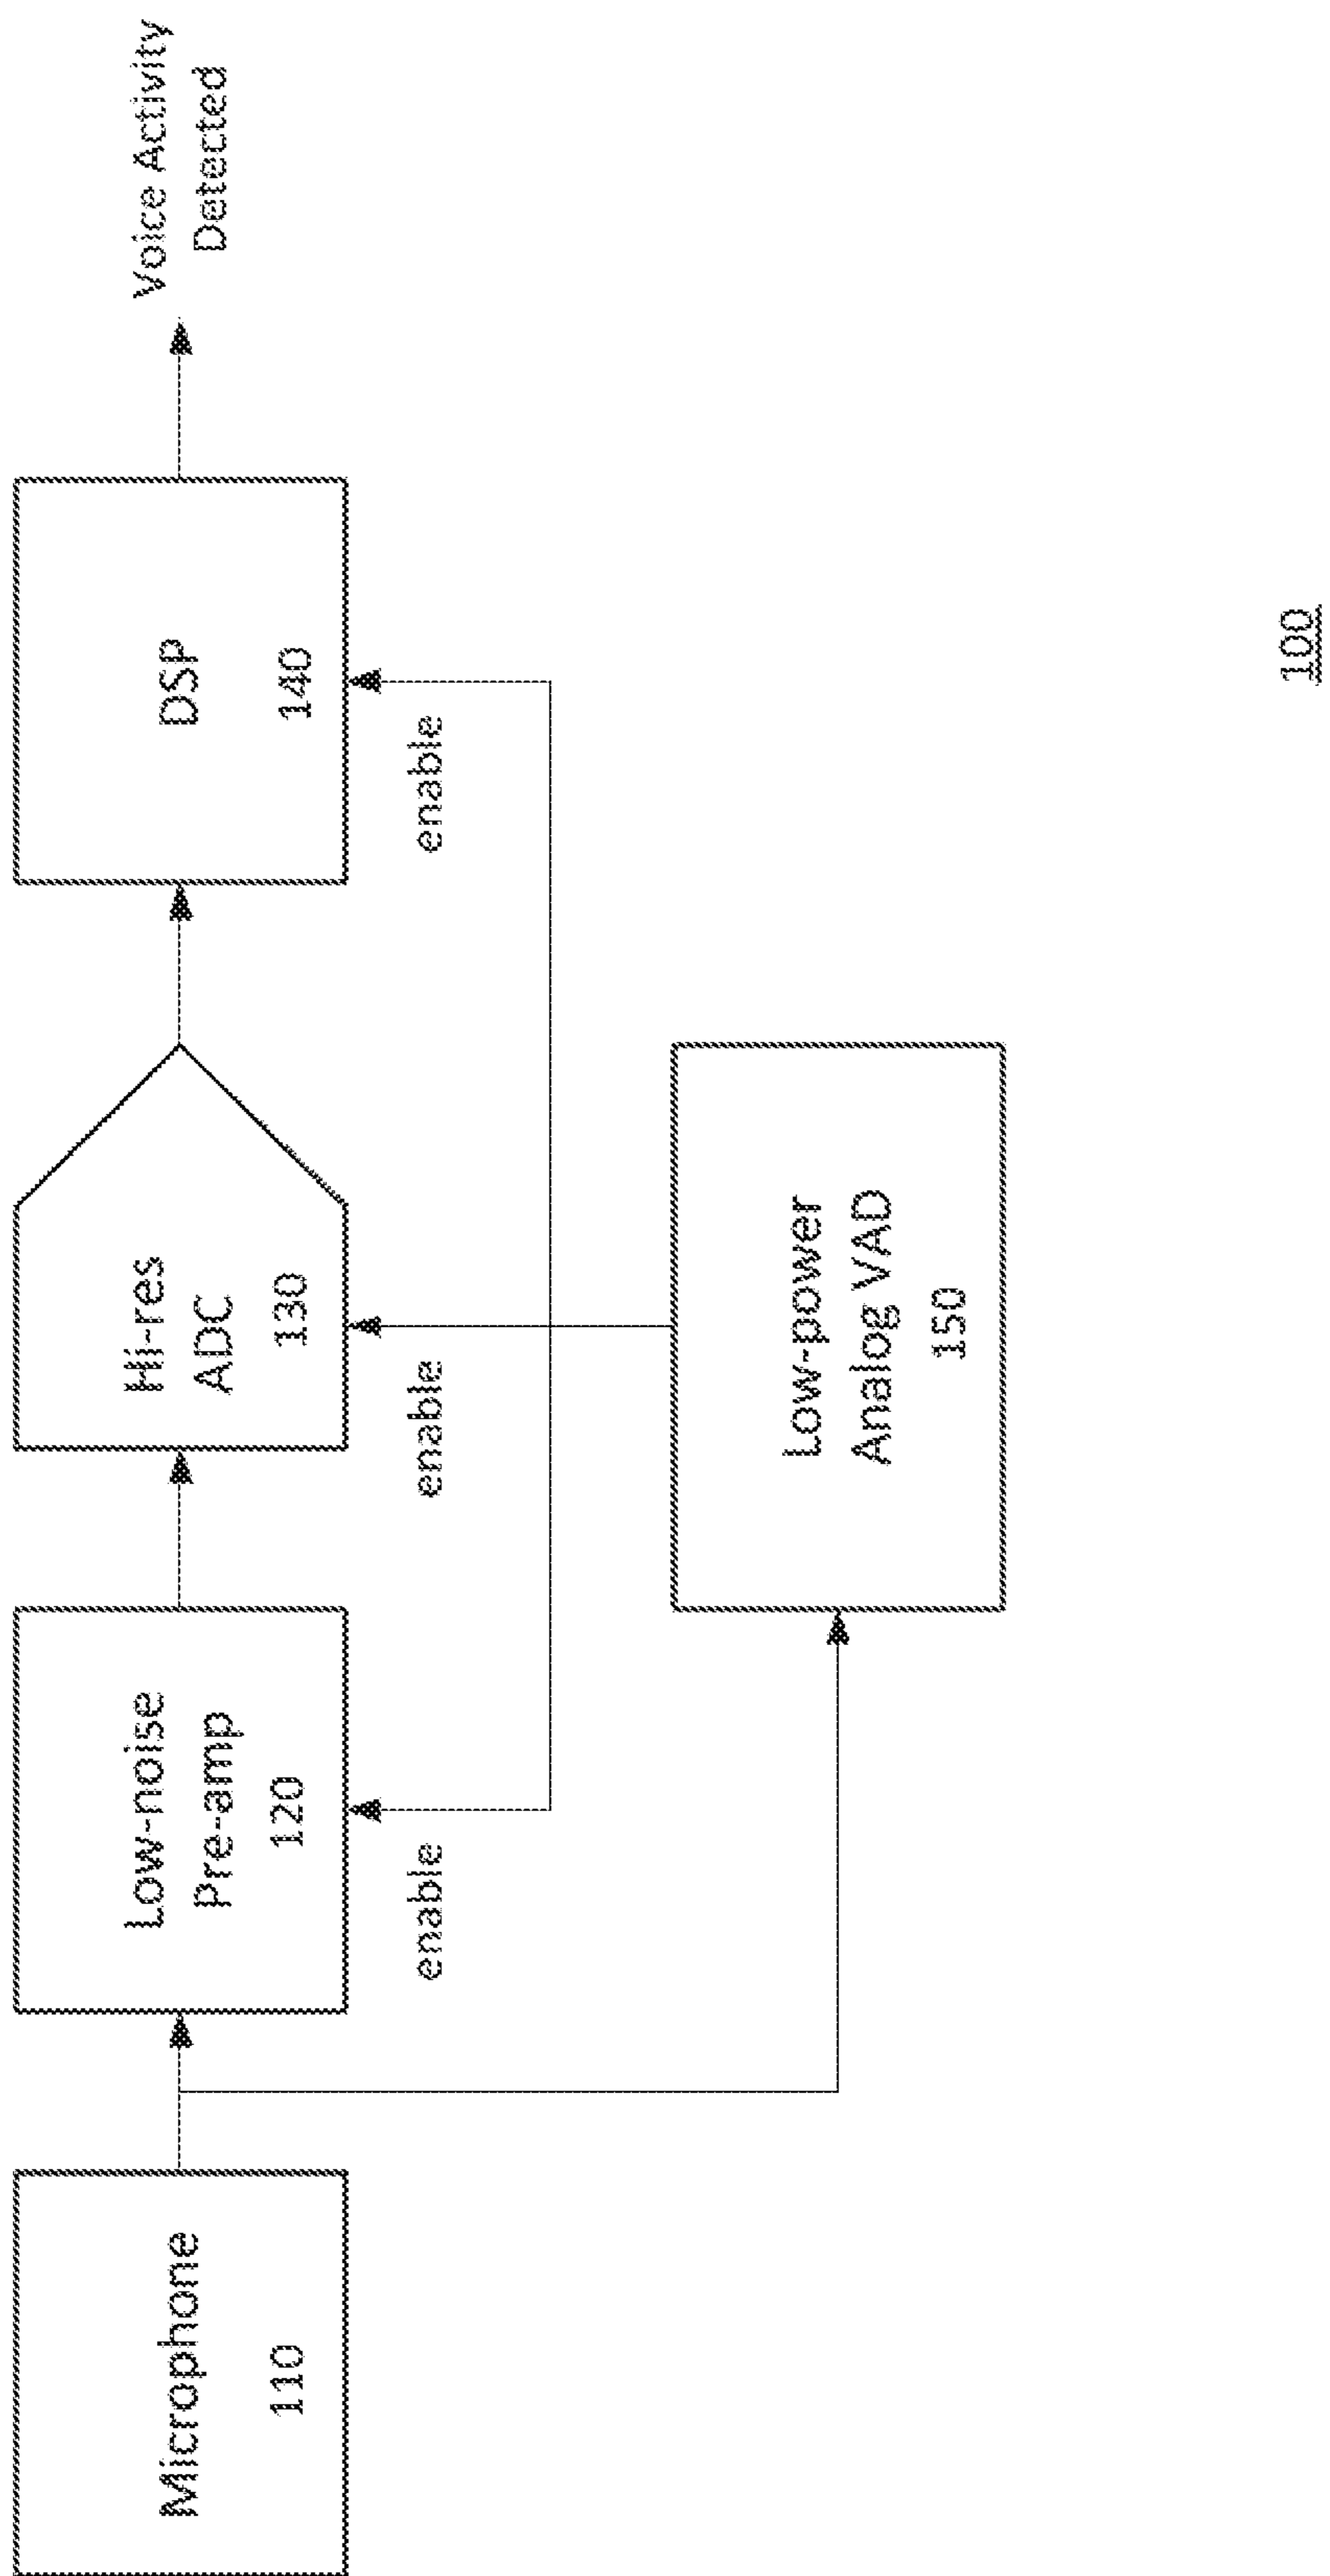 Microphone
110
Low-noise
Pre-amp
120
Hi-res
ADC
130
DSP
140
Voice Activity
Detected
enable
enable
enable
Low-power
Analog VAD
150
100